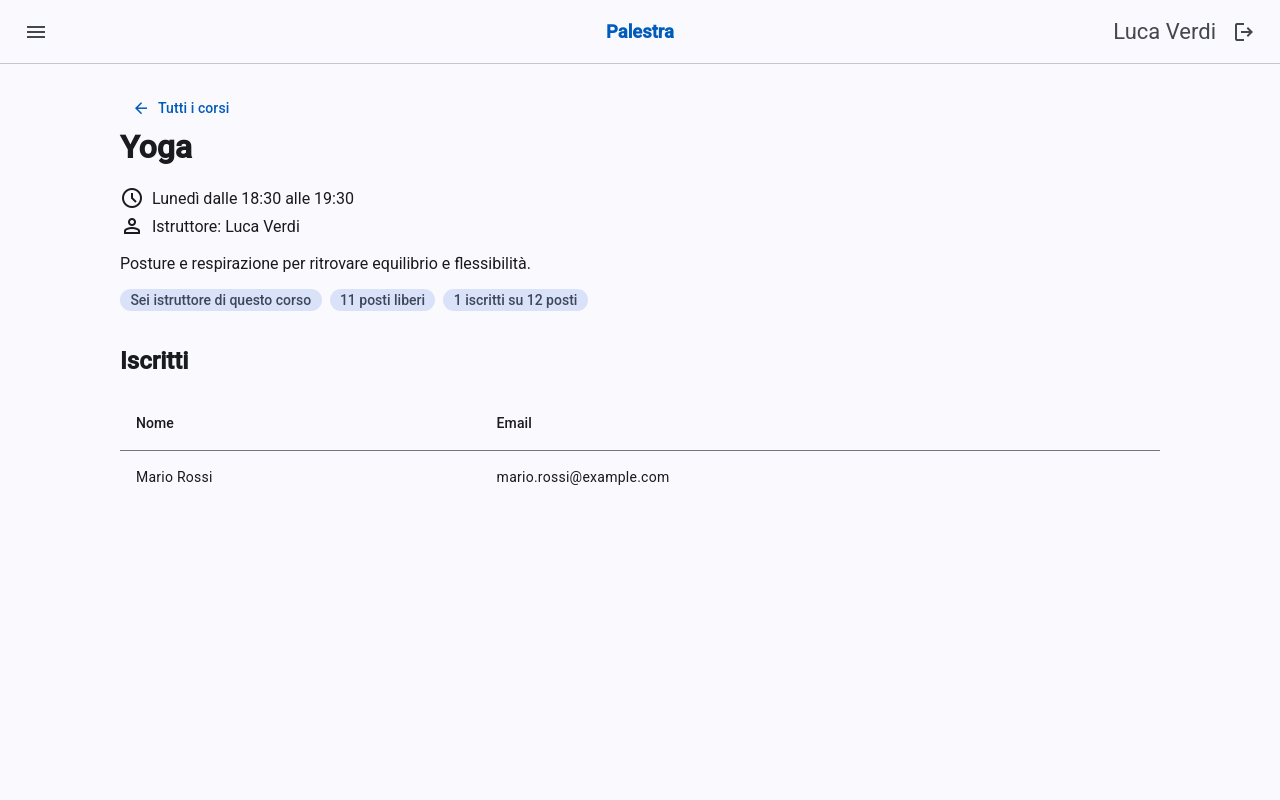 Palestra
Luca Verdi
Tutti i corsi
Yoga
Lunedì dalle 18:30 alle 19:30
Istruttore: Luca Verdi
Posture e respirazione per ritrovare equilibrio e flessibilità.
Sei istruttore di questo corso
11 posti liberi
1 iscritti su 12 posti
Iscritti
Nome
Email
Mario Rossi
mario.rossi@example.com